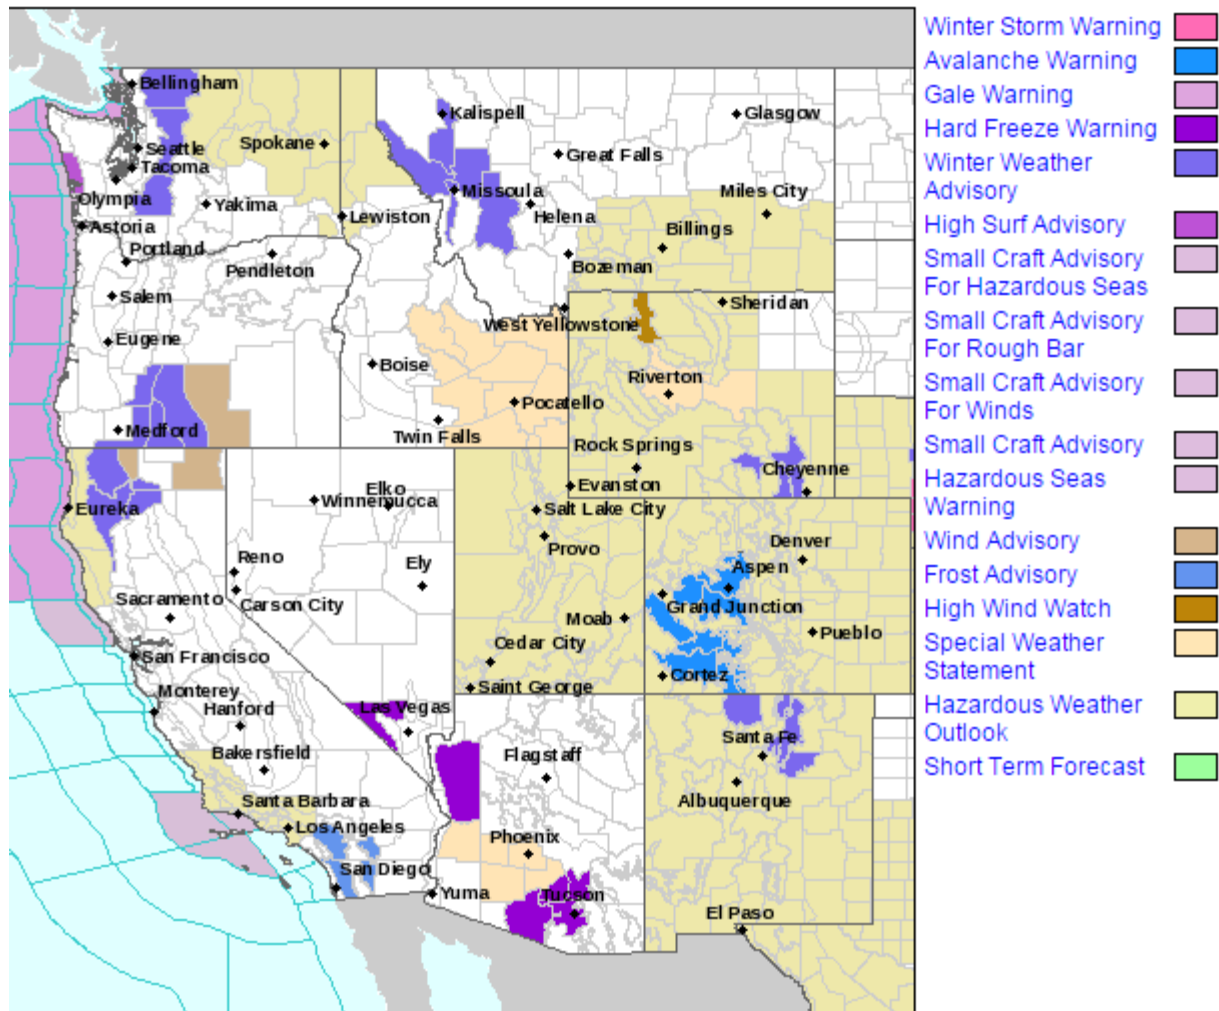 Bellingham
Seattle
Tacoma
Olympia
Astoria
Portland
Salem
Eugene
Medford
Spokane
Yakima
Lewiston
Pendleton
Kalispell
Missoula
Great Falls
Helena
Glasgow
Miles City
Billings
Bozeman
West Yellowstone
Sheridan
Boise
Pocatello
Twin Falls
Riverton
Rock Springs
Evanston
Cheyenne
Eureka
Winnemucca
Elko
Reno
Carson City
Ely
Sacramento
San Francisco
Monterey
Hanford
Bakersfield
Santa Barbara
Los Angeles
San Diego
Las Vegas
Salt Lake City
Provo
Moab
Cedar City
Saint George
Denver
Aspen
Grand Junction
Pueblo
Cortez
Flagstaff
Phoenix
Yuma
Tucson
Santa Fe
Albuquerque
El Paso
Winter Storm Warning
Avalanche Warning
Gale Warning
Hard Freeze Warning
Winter Weather
Advisory
High Surf Advisory
Small Craft Advisory
For Hazardous Seas
Small Craft Advisory
For Rough Bar
Small Craft Advisory
For Winds
Small Craft Advisory
Hazardous Seas
Warning
Wind Advisory
Frost Advisory
High Wind Watch
Special Weather
Statement
Hazardous Weather
Outlook
Short Term Forecast